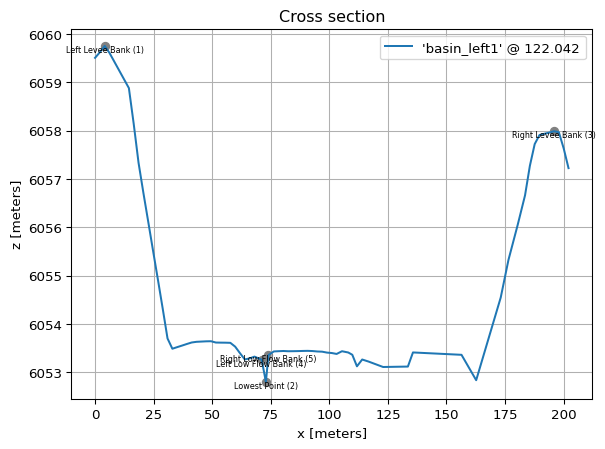 Cross section
'basin_left1' @ 122.042
6060
6059
6058
6057
6056
6055
6054
6053
z [meters]
Left Levee Bank (1)
Right Levee Bank (3)
Right Low Flow Bank (5)
Left Low Flow Bank (4)
Lowest Point (2)
0
25
50
75
100
125
150
175
200
x [meters]